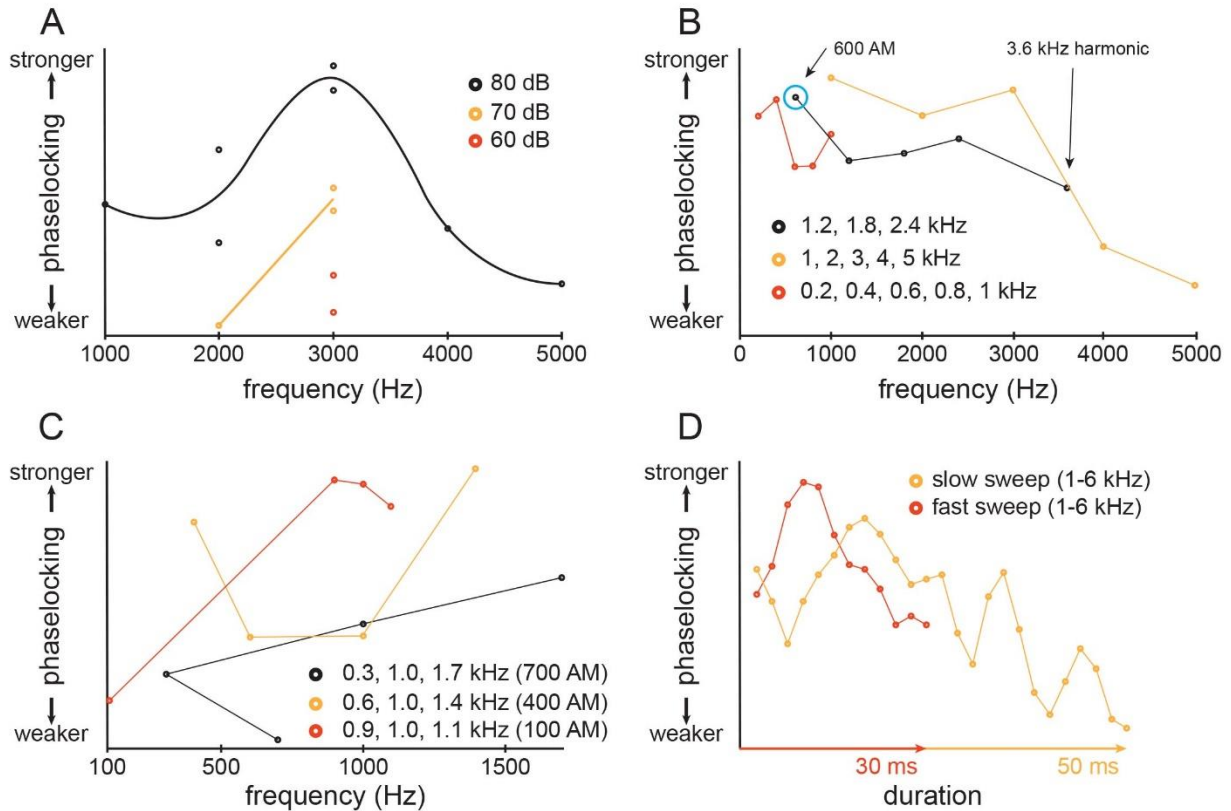 A
stronger
phaselocking
weaker
80 dB
70 dB
60 dB
1000 2000 3000 4000 5000
frequency (Hz)
B
stronger
phaselocking
weaker
600 AM
3.6 kHz harmonic
1.2, 1.8, 2.4 kHz
1, 2, 3, 4, 5 kHz
0.2, 0.4, 0.6, 0.8, 1 kHz
0 1000 2000 3000 4000 5000
frequency (Hz)
C
stronger
phaselocking
weaker
0.3, 1.0, 1.7 kHz (700 AM)
0.6, 1.0, 1.4 kHz (400 AM)
0.9, 1.0, 1.1 kHz (100 AM)
100 500 1000 1500
frequency (Hz)
D
stronger
phaselocking
weaker
slow sweep (1-6 kHz)
fast sweep (1-6 kHz)
30 ms 50 ms
duration